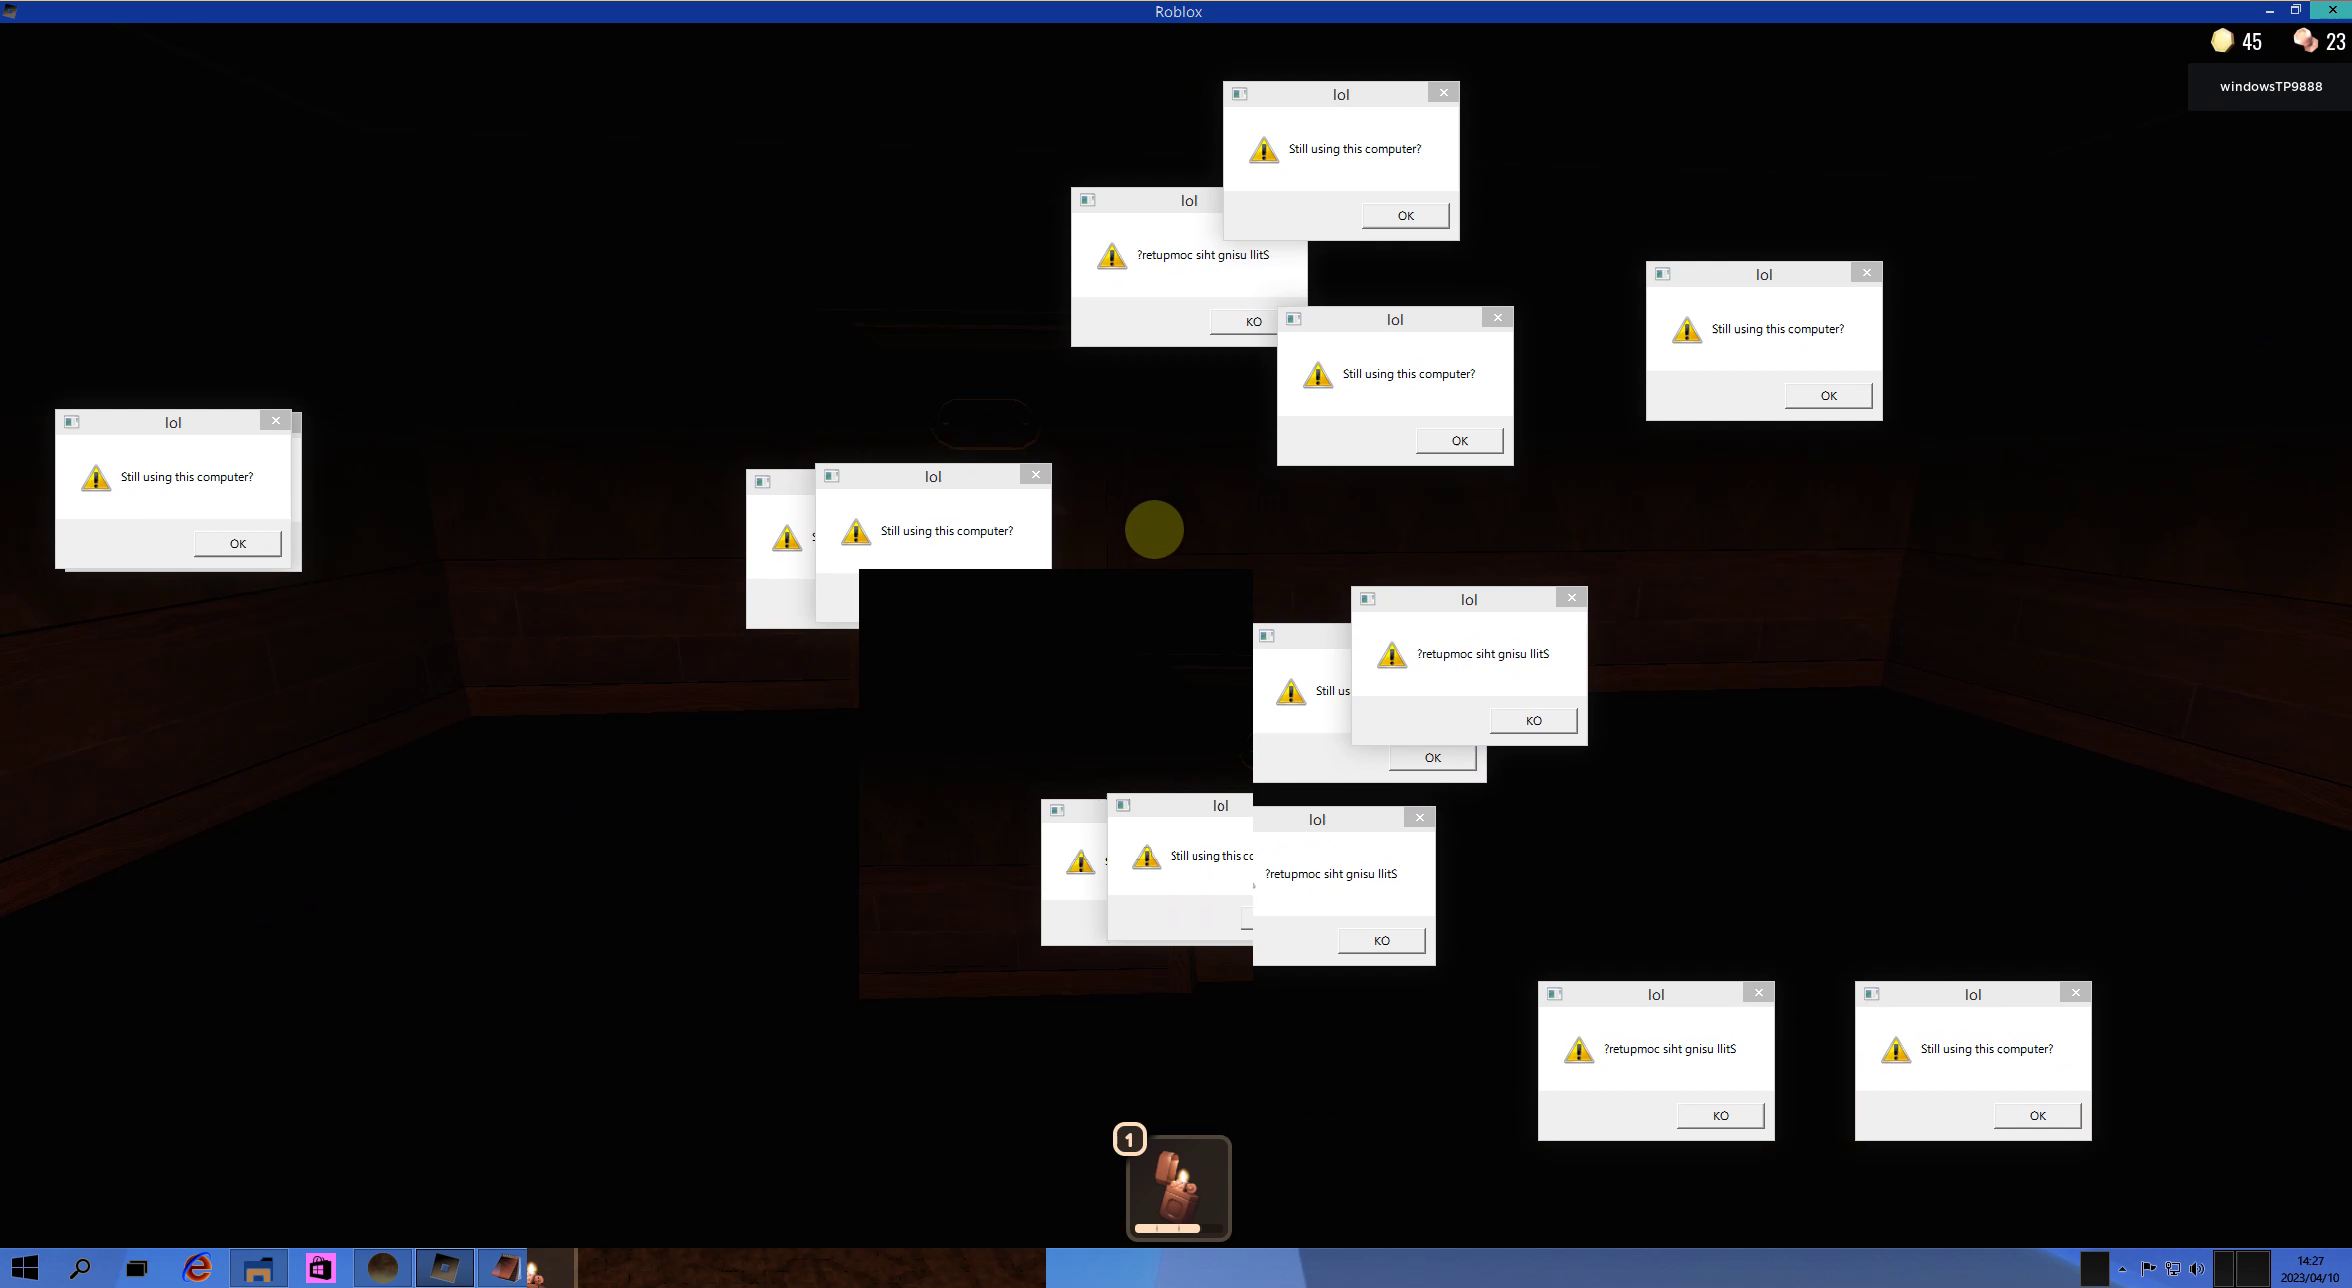 Roblox
45 23
windowsTP9888
lol
Still using this computer?
OK
lol
?retupmoc siht gnisu llitS
KO
lol
Still using this computer?
OK
lol
Still using this computer?
OK
lol
Still using this computer?
OK
lol
Still using this computer?
lol
?retupmoc siht gnisu llitS
KO
Still us
OK
lol
Still using this cc
lol
?retupmoc siht gnisu llitS
KO
lol
?retupmoc siht gnisu llitS
KO
lol
Still using this computer?
OK
1
14:27
2023/04/10